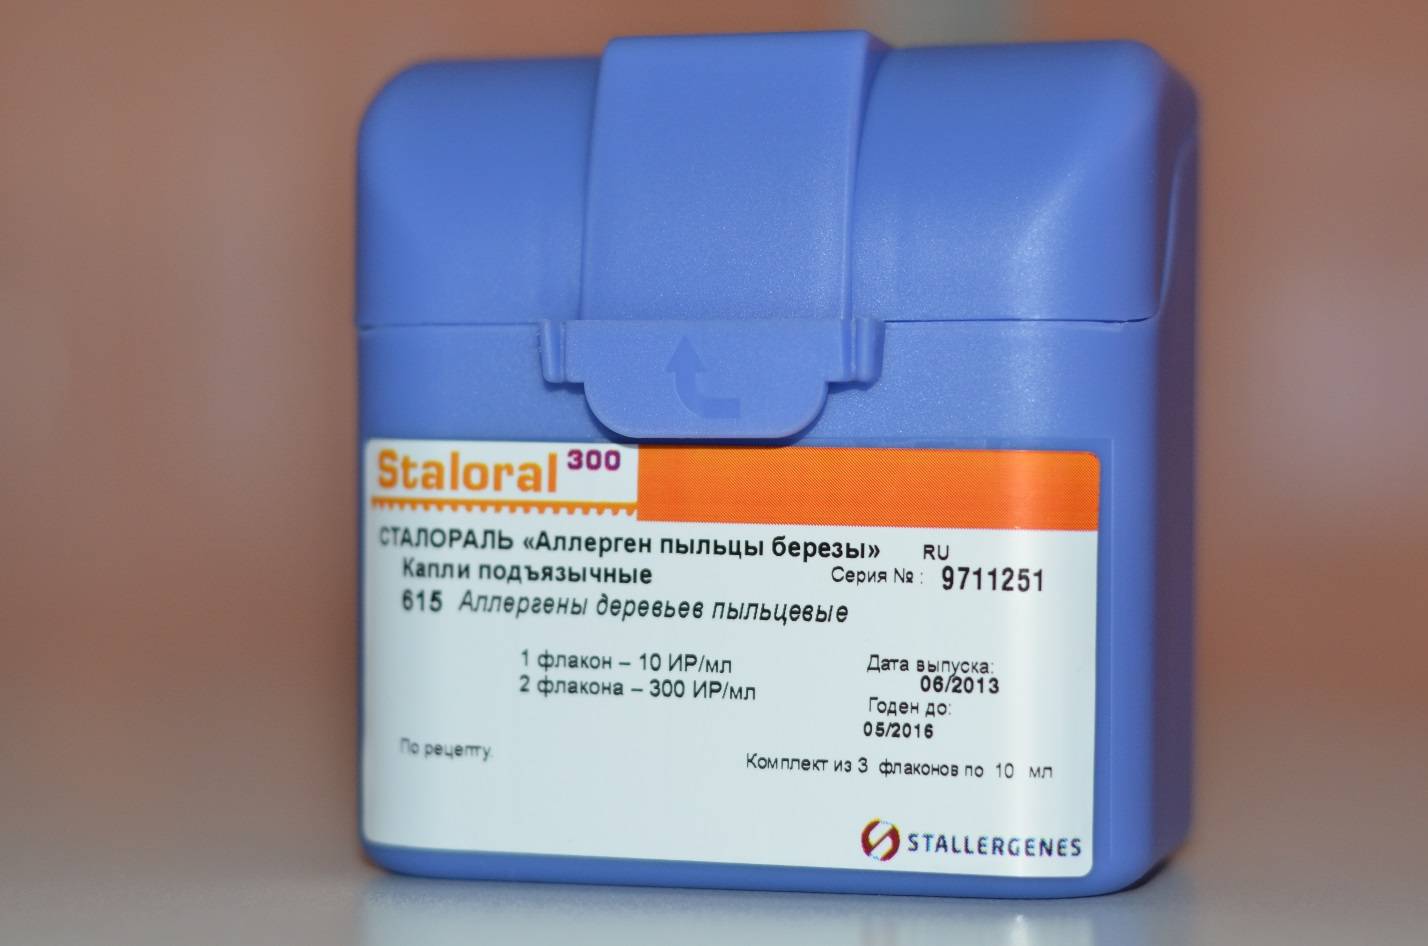 Staloral 300
СТАЛОРАЛЬ «Аллерген пыльцы березы» RU
Капли подъязычные Серия № : 9711251
615 Аллергены деревьев пыльцевые
1 флакон – 10 ИР/мл
2 флакона – 300 ИР/мл
Дата выпуска:
06/2013
Годен до:
05/2016
По рецепту.
Комплект из 3 флаконов по 10 мл
STALLERGENES